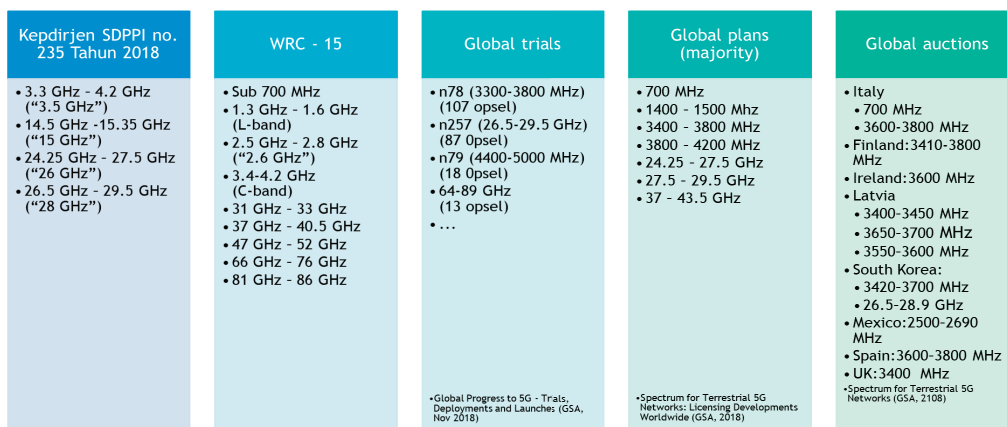 Kepdirjen SDPPI no.
235 Tahun 2018
• 3.3 GHz – 4.2 GHz
("3.5 GHz")
• 14.5 GHz -15.35 GHz
("15 GHz")
• 24.25 GHz – 27.5 GHz
("26 GHz")
• 26.5 GHz – 29.5 GHz
("28 GHz")
WRC - 15
• Sub 700 MHz
• 1.3 GHz – 1.6 GHz
(L-band)
• 2.5 GHz – 2.8 GHz
("2.6 GHz")
• 3.4-4.2 GHz
(C-band)
• 31 GHz – 33 GHz
• 37 GHz – 40.5 GHz
• 47 GHz – 52 GHz
• 66 GHz – 76 GHz
• 81 GHz – 86 GHz
Global trials
• n78 (3300-3800 MHz)
(107 opsel)
• n257 (26.5-29.5 GHz)
(87 0psel)
• n79 (4400-5000 MHz)
(18 0psel)
• 64-89 GHz
(13 opsel)
• ...
• Global Progress to 5G - Trials,
Deployments and Launches (GSA,
Nov 2018)
Global plans
(majority)
• 700 MHz
• 1400 – 1500 Mhz
• 3400 – 3800 MHz
• 3800 – 4200 MHz
• 24.25 – 27.5 GHz
• 27.5 – 29.5 GHz
• 37 – 43.5 GHz
• Spectrum for Terrestrial 5G
Networks: Licensing Developments
Worldwide (GSA, 2018)
Global auctions
• Italy
• 700 MHz
• 3600–3800 MHz
• Finland:3410–3800
MHz
• Ireland:3600 MHz
• Latvia
• 3400–3450 MHz
• 3650–3700 MHz
• 3550–3600 MHz
• South Korea:
• 3420–3700 MHz
• 26.5–28.9 GHz
• Mexico:2500–2690
MHz
• Spain:3600–3800 MHz
• UK:3400 MHz
• Spectrum for Terrestrial 5G
Networks (GSA, 2108)